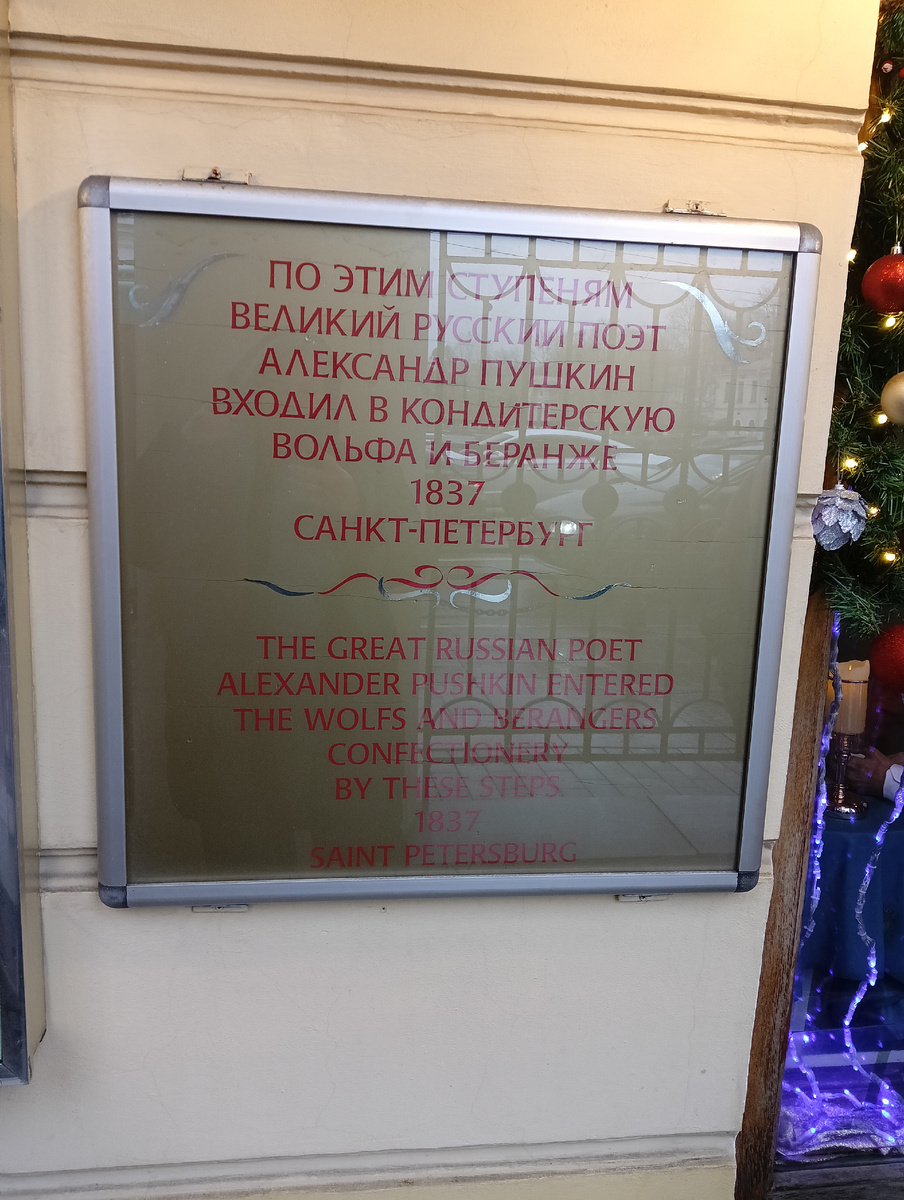 ПО ЭТИМ СТУПЕНЯМ
ВЕЛИКИЙ РУССКИЙ ПОЭТ
АЛЕКСАНДР ПУШКИН
ВХОДИЛ В КОНДИТЕРСКУЮ
ВОЛЬФА И БЕРАНЖЕ
1837
САНКТ-ПЕТЕРБУРГ
THE GREAT RUSSIAN POET
ALEXANDER PUSHKIN ENTERED
THE WOLFS AND BERANGERS
CONFECTIONERY
BY THESE STEPS
1837
SAINT PETERSBURG